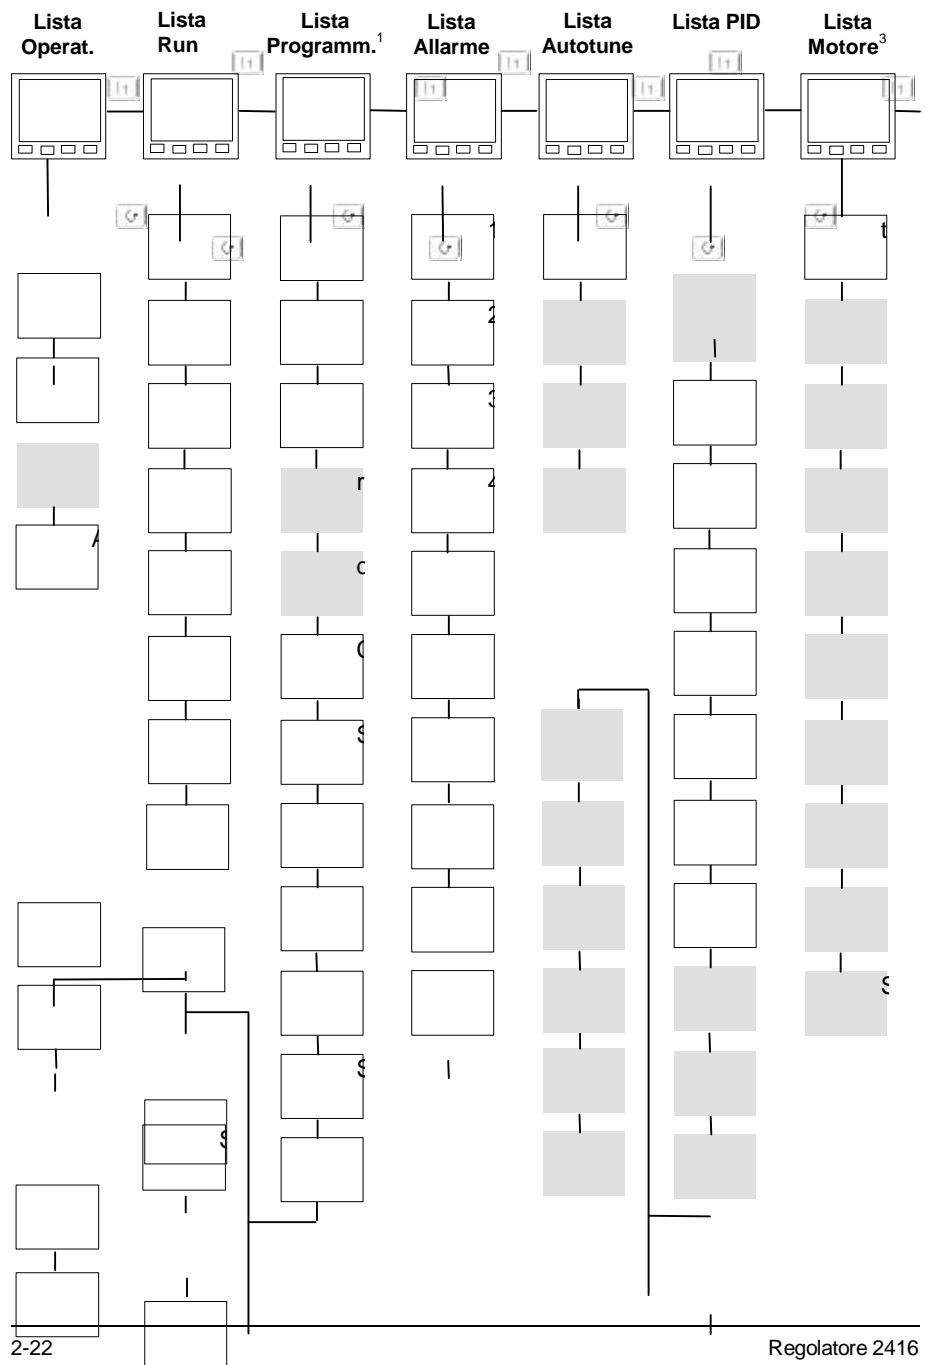 Lista Operat.
Lista Run
Lista Programm.¹
Lista Allarme
Lista Autotune
Lista PID
Lista Motore³
1
t
2
3
r
4
S
S
S
S
2-22
Regolatore 2416